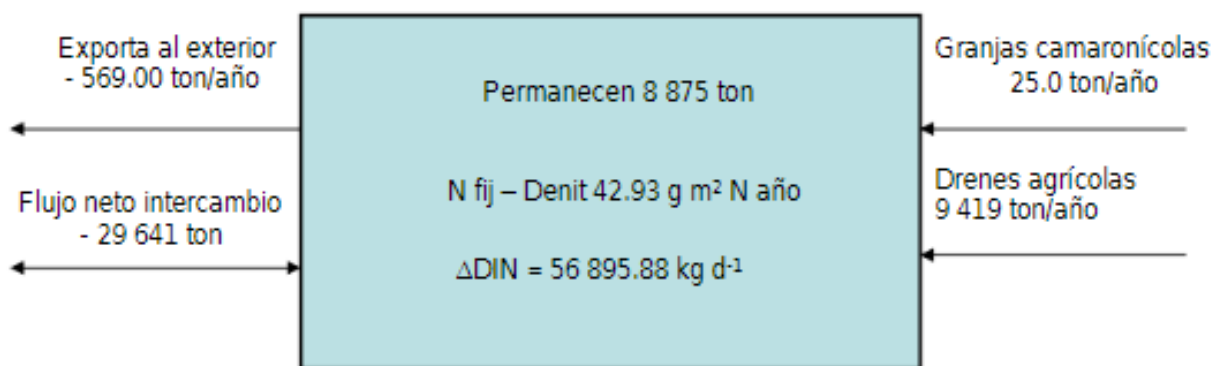 Exporta al exterior
- 569.00 ton/año
Flujo neto intercambio
- 29 641 ton
Permanecen 8 875 ton
N fij – Denit 42.93 g m² N año
∆DIN = 56 895.88 kg d⁻¹
Granjas camaronícolas
25.0 ton/año
Drenes agrícolas
9 419 ton/año